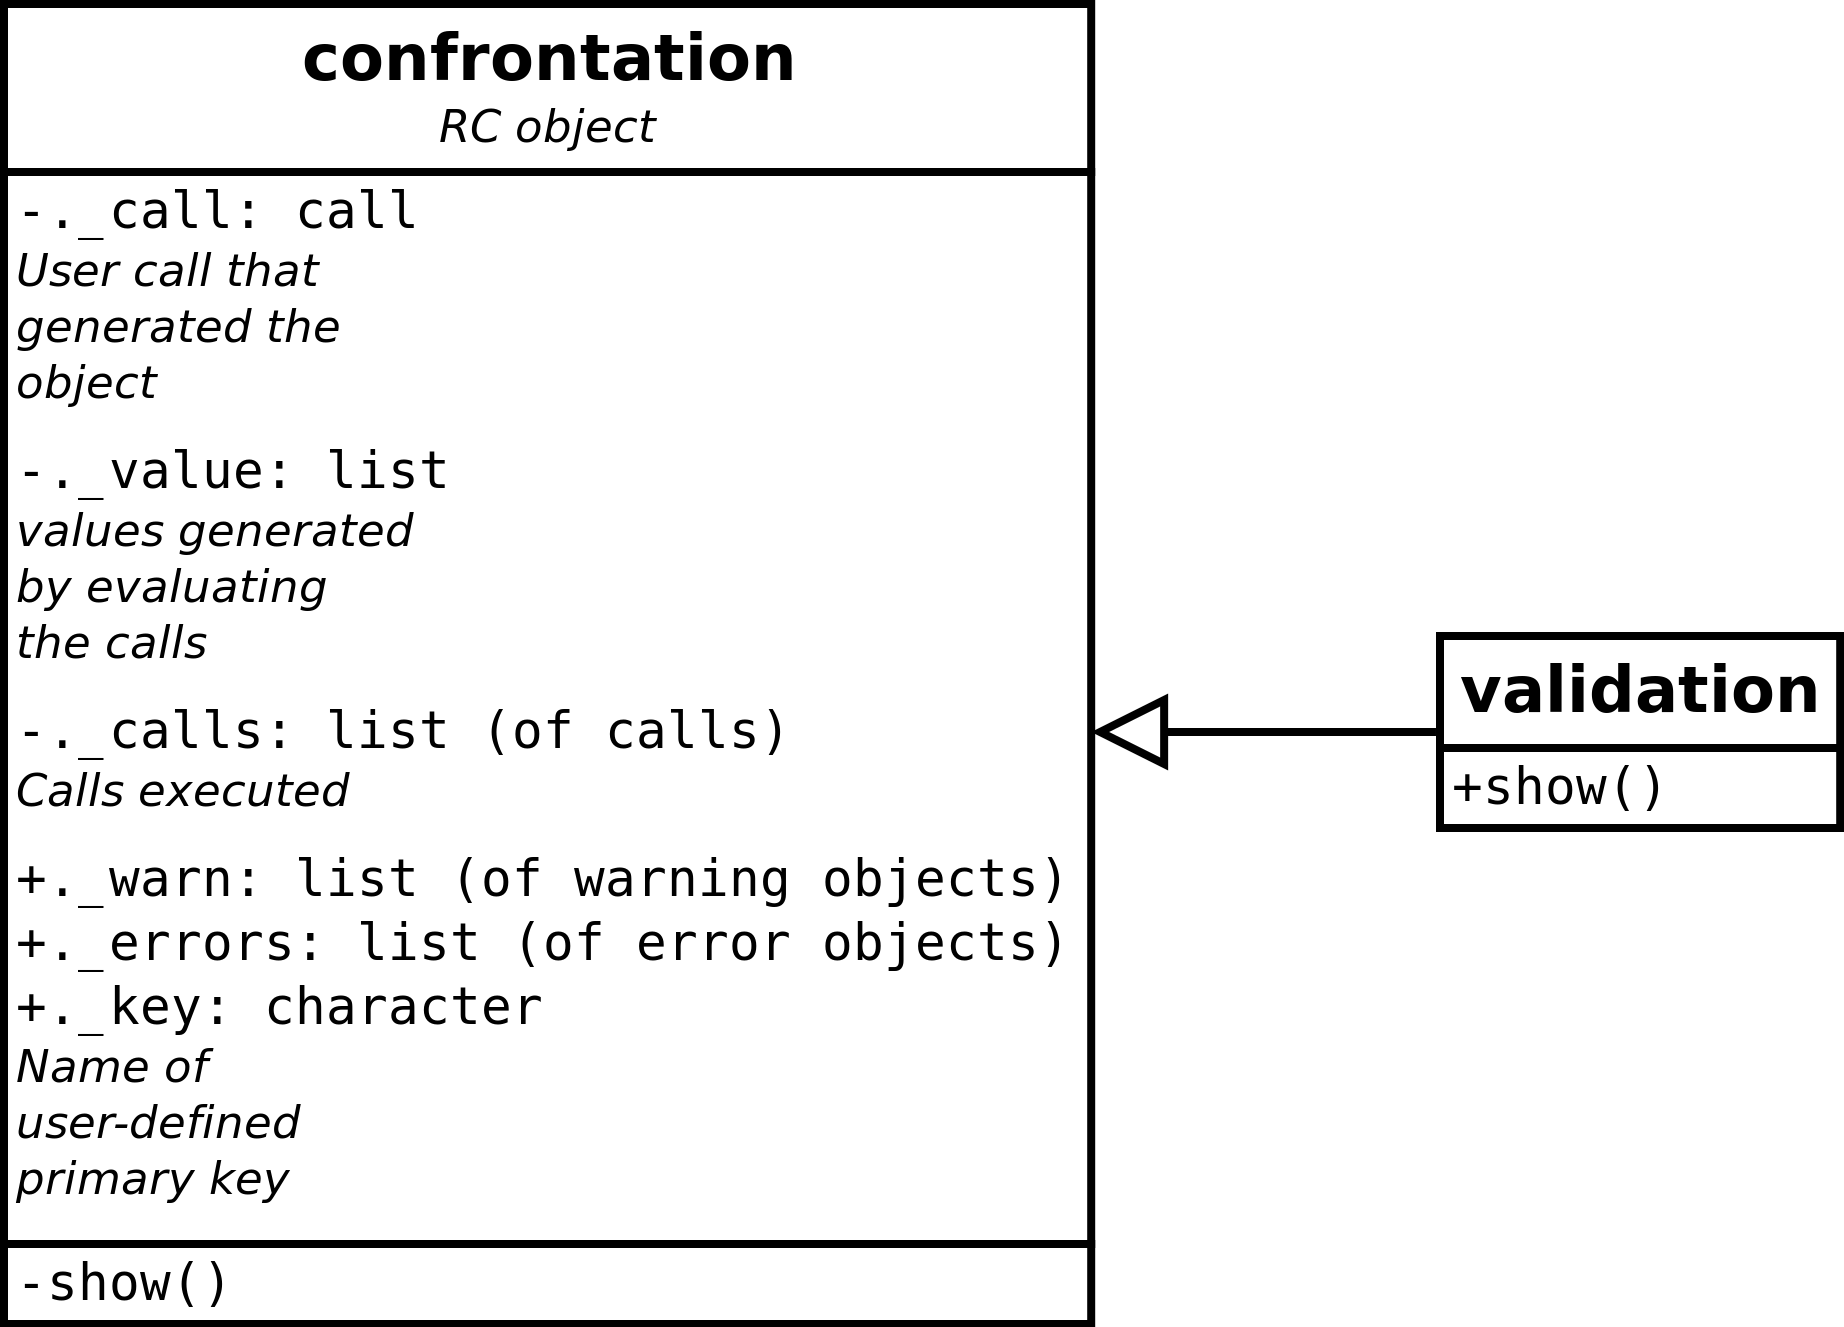 confrontation
RC object
-._call: call
User call that
generated the
object
-._value: list
values generated
by evaluating
the calls
-._calls: list (of calls)
Calls executed
+._warn: list (of warning objects)
+._errors: list (of error objects)
+._key: character
Name of
user-defined
primary key
-show()
validation
+show()